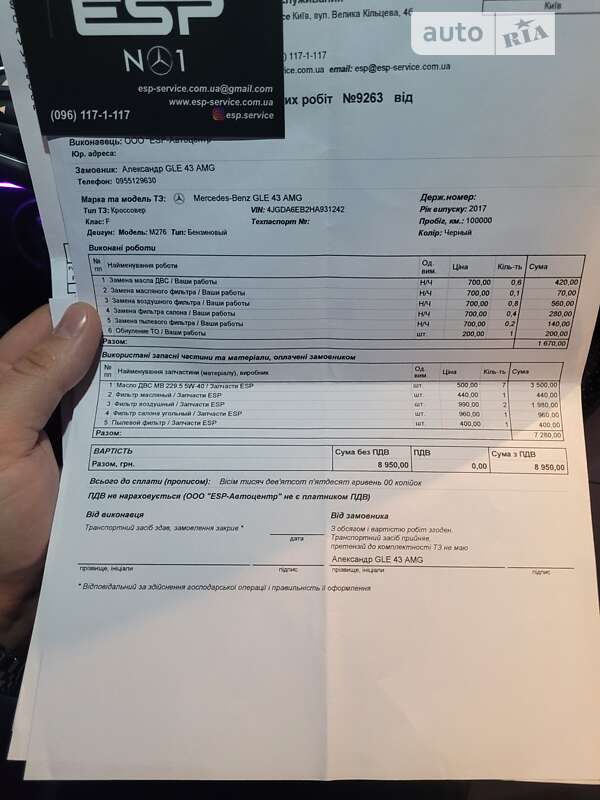 ESP
N 1
esp-service.com.ua@gmail.com
www.esp-service.com.ua
(096) 117-1-117
esp.service
auto RIA
Київ
Київ, вул. Велика Кільцева, 4б
) 117-1-117
ice.com.ua email: esp@esp-service.com.ua
их робіт №9263 від
Виконавець: ООО "ESP-Автоцентр"
Юр. адреса:
Замовник: Александр GLE 43 AMG
Телефон: 0955129630
Марка та модель ТЗ: Mercedes-Benz GLE 43 AMG Держ.номер:
Тип ТЗ: Кроссовер VIN: 4JGDA6EB2HA931242 Рік випуску: 2017
Клас: F Техпаспорт №: Пробіг, км.: 100000
Двигун: Модель: M276 Тип: Бензиновый Колір: Черный
Виконані роботи
№ пп Найменування роботи Од. вим. Ціна Кіль-ть Сума
1 Замена масла ДВС / Ваши работы Н/Ч 700,00 0,6 420,00
2 Замена масляного фильтра / Ваши работы Н/Ч 700,00 0,1 70,00
3 Замена воздушного фильтра / Ваши работы Н/Ч 700,00 0,8 560,00
4 Замена фильтра салона / Ваши работы Н/Ч 700,00 0,4 280,00
5 Замена пылевого фильтра / Ваши работы Н/Ч 700,00 0,2 140,00
6 Обнуление ТО / Ваши работы шт. 200,00 1 200,00
Разом: 1 670,00
Використані запасні частини та матеріали, оплачені замовником
№ пп Найменування запчастини (матеріалу), виробник Од. вим Ціна Кіль-ть Сума
1 Масло ДВС MB 229.5 5W-40 / Запчасти ESP шт. 500,00 7 3 500,00
2 Фильтр масляный / Запчасти ESP шт. 440,00 1 440,00
3 Фильтр воздушный / Запчасти ESP шт. 990,00 2 1 980,00
4 Фильтр салона угольный / Запчасти ESP шт. 960,00 1 960,00
5 Пылевой фильтр / Запчасти ESP шт. 400,00 1 400,00
Разом: 7 280,00
ВАРТІСТЬ Сума без ПДВ ПДВ Сума з ПДВ
Разом, грн. 8 950,00 0,00 8 950,00
Всього до сплати (прописом): Вісім тисяч дев'ятсот п'ятдесят гривень 00 копійок
ПДВ не нараховується (ООО "ESP-Автоцентр" не є платником ПДВ)
Від виконавця Від замовника
Транспортний засіб здав, замовлення закрив * З обсягом і вартістю робіт згоден.
дата Транспортний засіб прийняв,
претензій до комплектності ТЗ не маю
Александр GLE 43 AMG
прізвище, ініціали підпис прізвище, ініціали підпис
* Відповідальний за здійснення господарської операції і правильність її оформлення